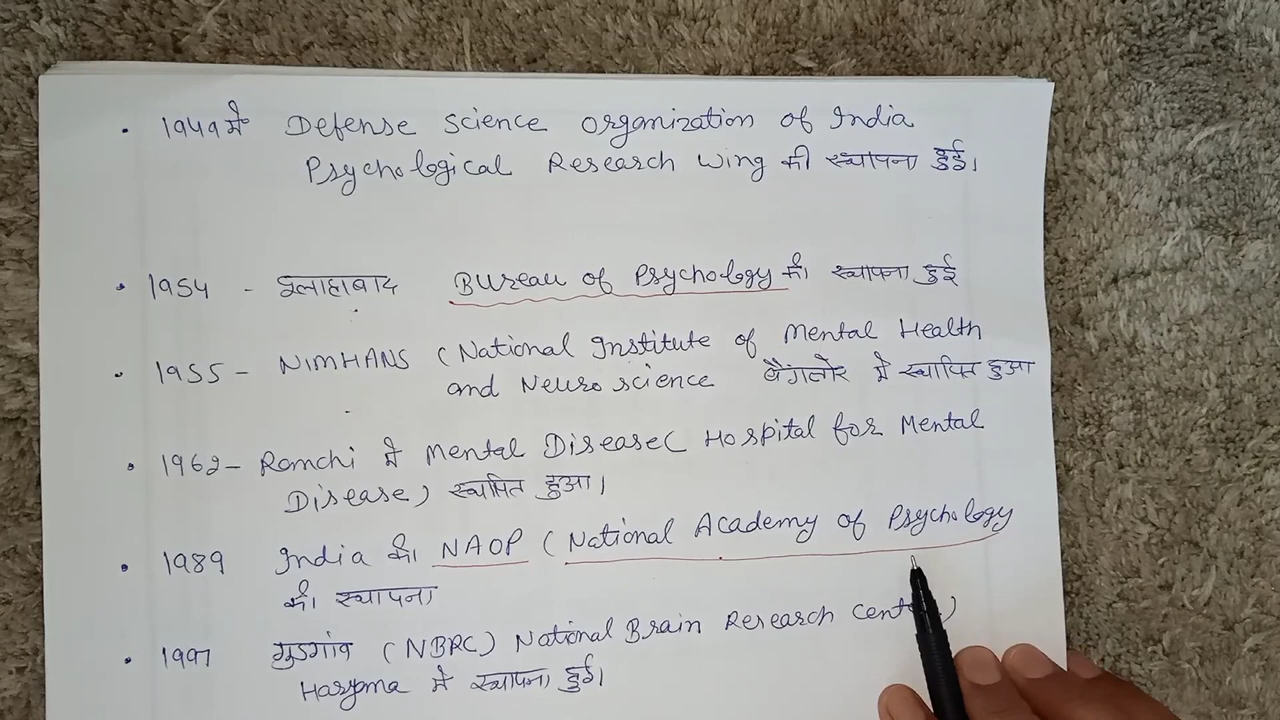 • 1949 में Defense Science Organization of India
Psychological Research Wing की स्थापना हुई।
• 1954 - इलाहाबाद Bureau of Psychology की स्थापना हुई
• 1955 - NIMHANS (National Institute of Mental Health
and Neuro science बैंगलोर में स्थापित हुआ
• 1962 - Ranchi में Mental Disease (Hospital for Mental
Disease) स्थापित हुआ।
• 1989 India की NAOP (National Academy of Psychology
की स्थापना
• 1997 गुड़गांव (NBRC) National Brain Research Center)
Haryana में स्थापना हुई।